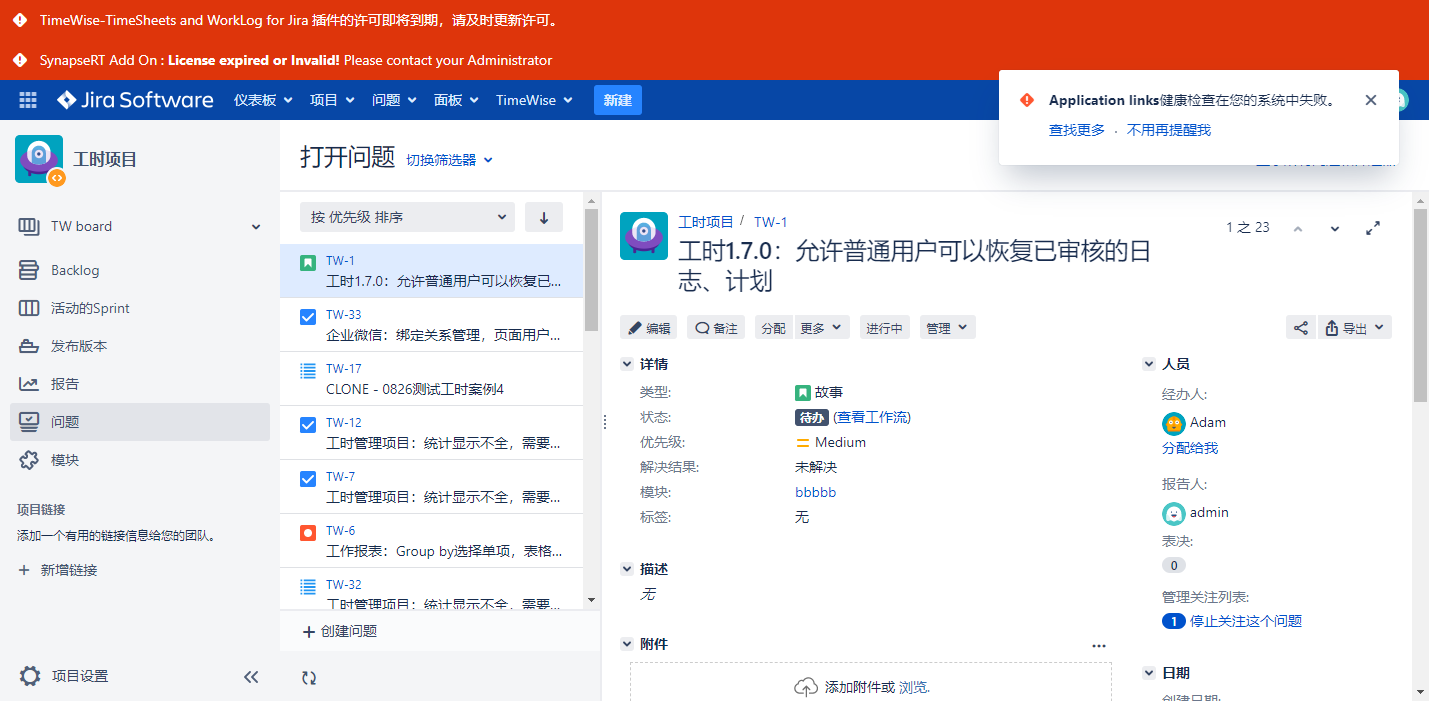 TimeWise-TimeSheets and WorkLog for Jira 插件的许可即将到期，请及时更新许可。
SynapseRT Add On : License expired or Invalid! Please contact your Administrator
Jira Software 仪表板 项目 问题 面板 TimeWise 新建
Application links健康检查在您的系统中失败。
查找更多 · 不用再提醒我
工时项目
TW board
Backlog
活动的Sprint
发布版本
报告
问题
模块
项目链接
添加一个有用的链接信息给您的团队。
+ 新增链接
项目设置
打开问题 切换筛选器
按 优先级 排序
TW-1
工时1.7.0：允许普通用户可以恢复已...
TW-33
企业微信：绑定关系管理，页面用户...
TW-17
CLONE - 0826测试工时案例4
TW-12
工时管理项目：统计显示不全，需要...
TW-7
工时管理项目：统计显示不全，需要...
TW-6
工作报表：Group by选择单项，表格...
TW-32
工时管理项目：统计显示不全，需要...
+ 创建问题
工时项目 / TW-1
1 之 23
工时1.7.0：允许普通用户可以恢复已审核的日
志、计划
编辑 备注 分配 更多 进行中 管理 导出
详情
类型: 故事
状态: 待办 (查看工作流)
优先级: Medium
解决结果: 未解决
模块: bbbbb
标签: 无
描述
无
附件
添加附件或 浏览.
人员
经办人:
Adam
分配给我
报告人:
admin
表决:
0
管理关注列表:
1 停止关注这个问题
日期
创建日期: